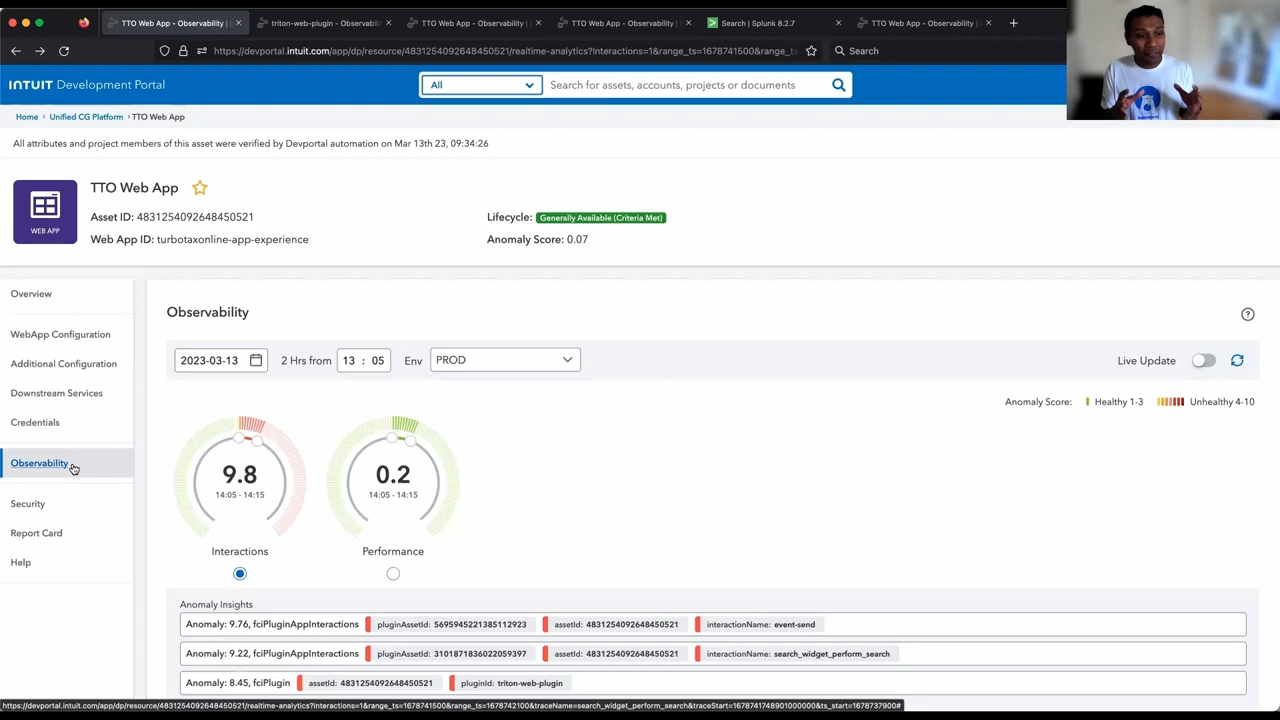 TTO Web App - Observability | I
triton-web-plugin - Observabili
TTO Web App - Observability |
TTO Web App - Observability |
Search | Splunk 8.2.7
TTO Web App - Observability |
https://devportal.intuit.com/app/dp/resource/4831254092648450521/realtime-analytics?Interactions=1&range_ts=1678741500&range_ts=
Search
INTUIT Development Portal
All
Search for assets, accounts, projects or documents
Home > Unified CG Platform > TTO Web App
All attributes and project members of this asset were verified by Devportal automation on Mar 13th 23, 09:34:26
WEB APP
TTO Web App
Asset ID: 4831254092648450521
Lifecycle: Generally Available (Criteria Met)
Web App ID: turbotaxonline-app-experience
Anomaly Score: 0.07
Overview
WebApp Configuration
Additional Configuration
Downstream Services
Credentials
Observability
Security
Report Card
Help
Observability
2023-03-13
2 Hrs from 13 : 05
Env PROD
Live Update
Anomaly Score: Healthy 1-3 Unhealthy 4-10
9.8
14:05 - 14:15
Interactions
0.2
14:05 - 14:15
Performance
Anomaly Insights
Anomaly: 9.76, fciPluginAppInteractions pluginAssetId: 5695945221385112923 assetId: 4831254092648450521 interactionName: event-send
Anomaly: 9.22, fciPluginAppInteractions pluginAssetId: 3101871836022059397 assetId: 4831254092648450521 interactionName: search_widget_perform_search
Anomaly: 8.45, fciPlugin assetId: 4831254092648450521 pluginId: triton-web-plugin
https://devportal.intuit.com/app/dp/resource/4831254092648450521/realtime-analytics?Interactions=1&range_ts=1678741500&range_ts=1678742100&traceName=search_widget_perform_search&traceStart=1678741748901000000&ts_start=1678737900#